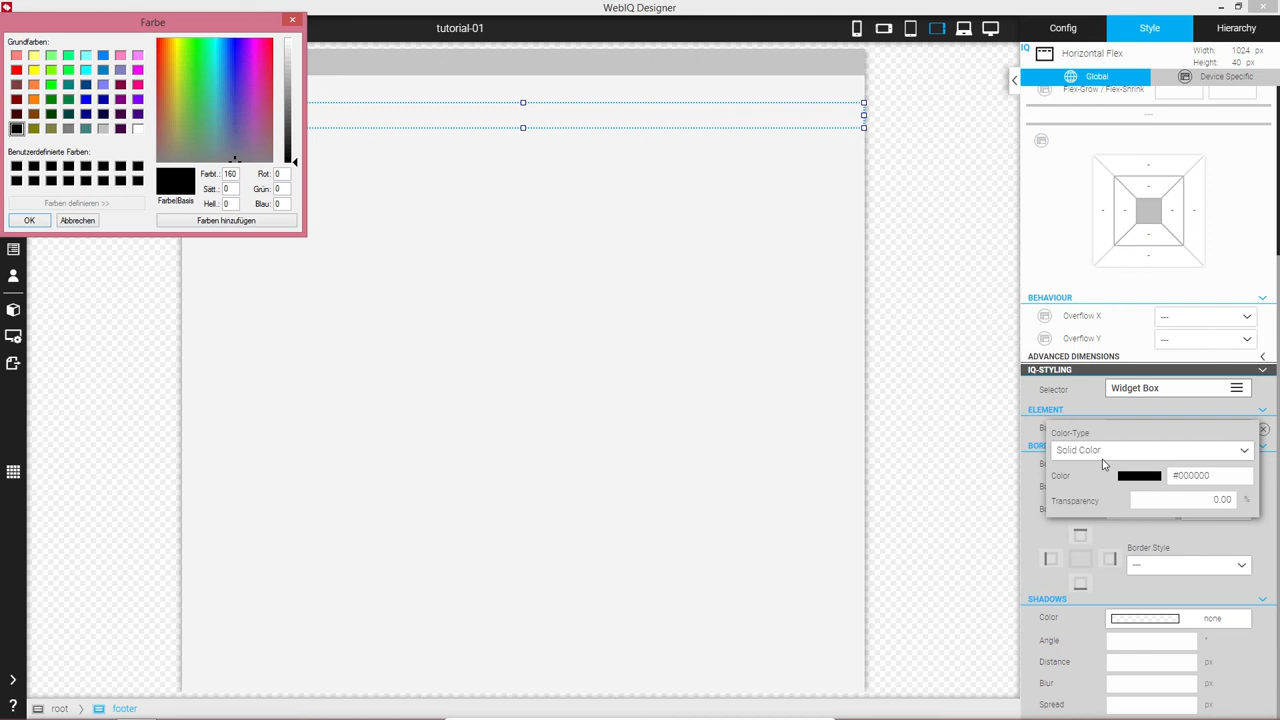 WebIQ Designer
Farbe
Grundfarben:
Benutzerdefinierte Farben:
Farben definieren >>
OK
Abbrechen
Farbe|Basis
Farbt.: 160
Sätt.: 0
Hell.: 0
Rot: 0
Grün: 0
Blau: 0
Farben hinzufügen
tutorial-01
Config
Style
Hierarchy
IQ
Horizontal Flex
Width: 1024 px
Height: 40 px
Global
Device Specific
Flex-Grow / Flex-Shrink
---
-
-
-
-
-
-
-
-
BEHAVIOUR
Overflow X
---
Overflow Y
---
ADVANCED DIMENSIONS
IQ-STYLING
Selector
Widget Box
ELEMENT
Color-Type
Solid Color
Color
#000000
Transparency
0.00 %
Border Style
---
SHADOWS
Color
none
Angle
°
Distance
px
Blur
px
Spread
px
root
footer